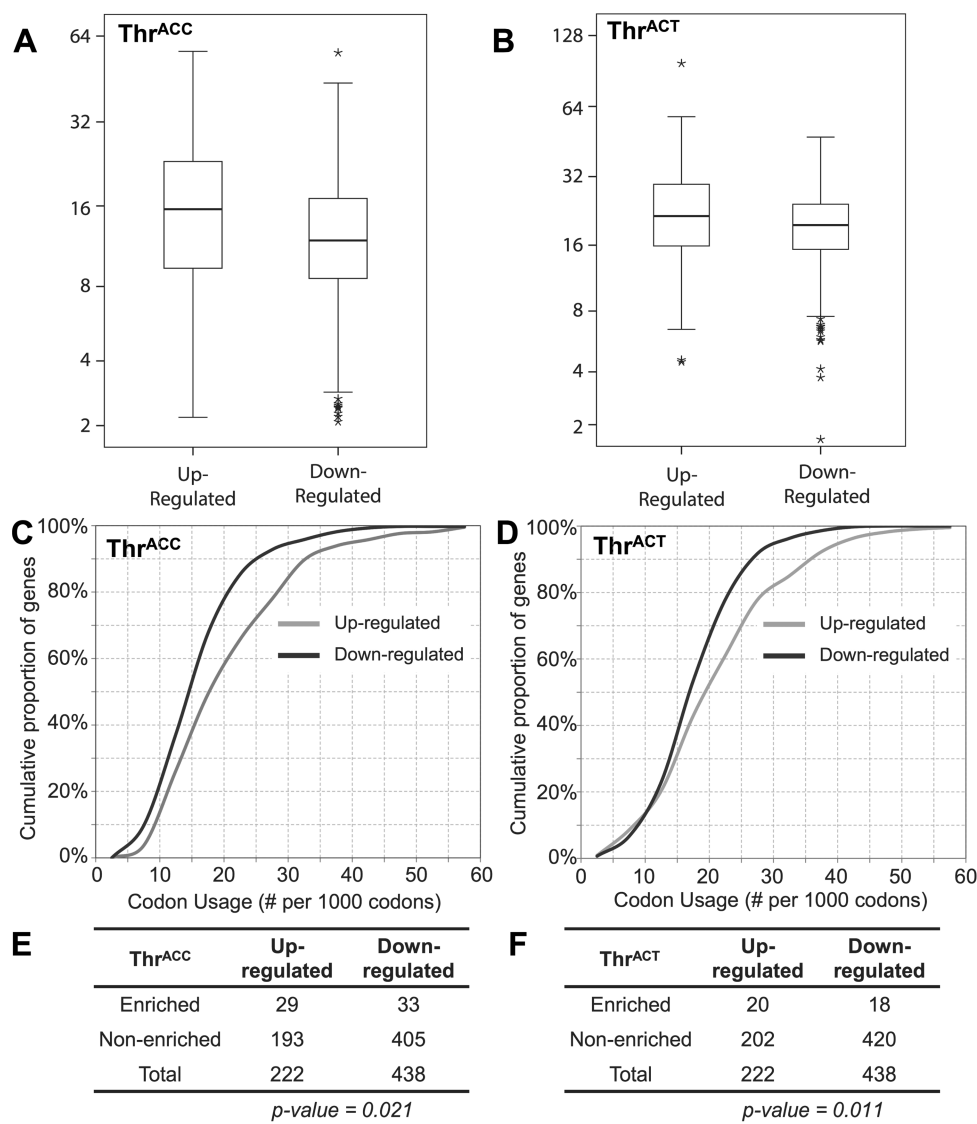 A
Thr^ACC
64
32
16
8
4
2
Up-
Regulated
Down-
Regulated
B
Thr^ACT
128
64
32
16
8
4
2
Up-
Regulated
Down-
Regulated
C
Thr^ACC
Cumulative proportion of genes
100%
80%
60%
40%
20%
0%
Up-regulated
Down-regulated
0 10 20 30 40 50 60
Codon Usage (# per 1000 codons)
D
Thr^ACT
Cumulative proportion of genes
100%
80%
60%
40%
20%
0%
Up-regulated
Down-regulated
0 10 20 30 40 50 60
Codon Usage (# per 1000 codons)
E
Thr^ACC Up-regulated Down-regulated
Enriched 29 33
Non-enriched 193 405
Total 222 438
p-value = 0.021
F
Thr^ACT Up-regulated Down-regulated
Enriched 20 18
Non-enriched 202 420
Total 222 438
p-value = 0.011